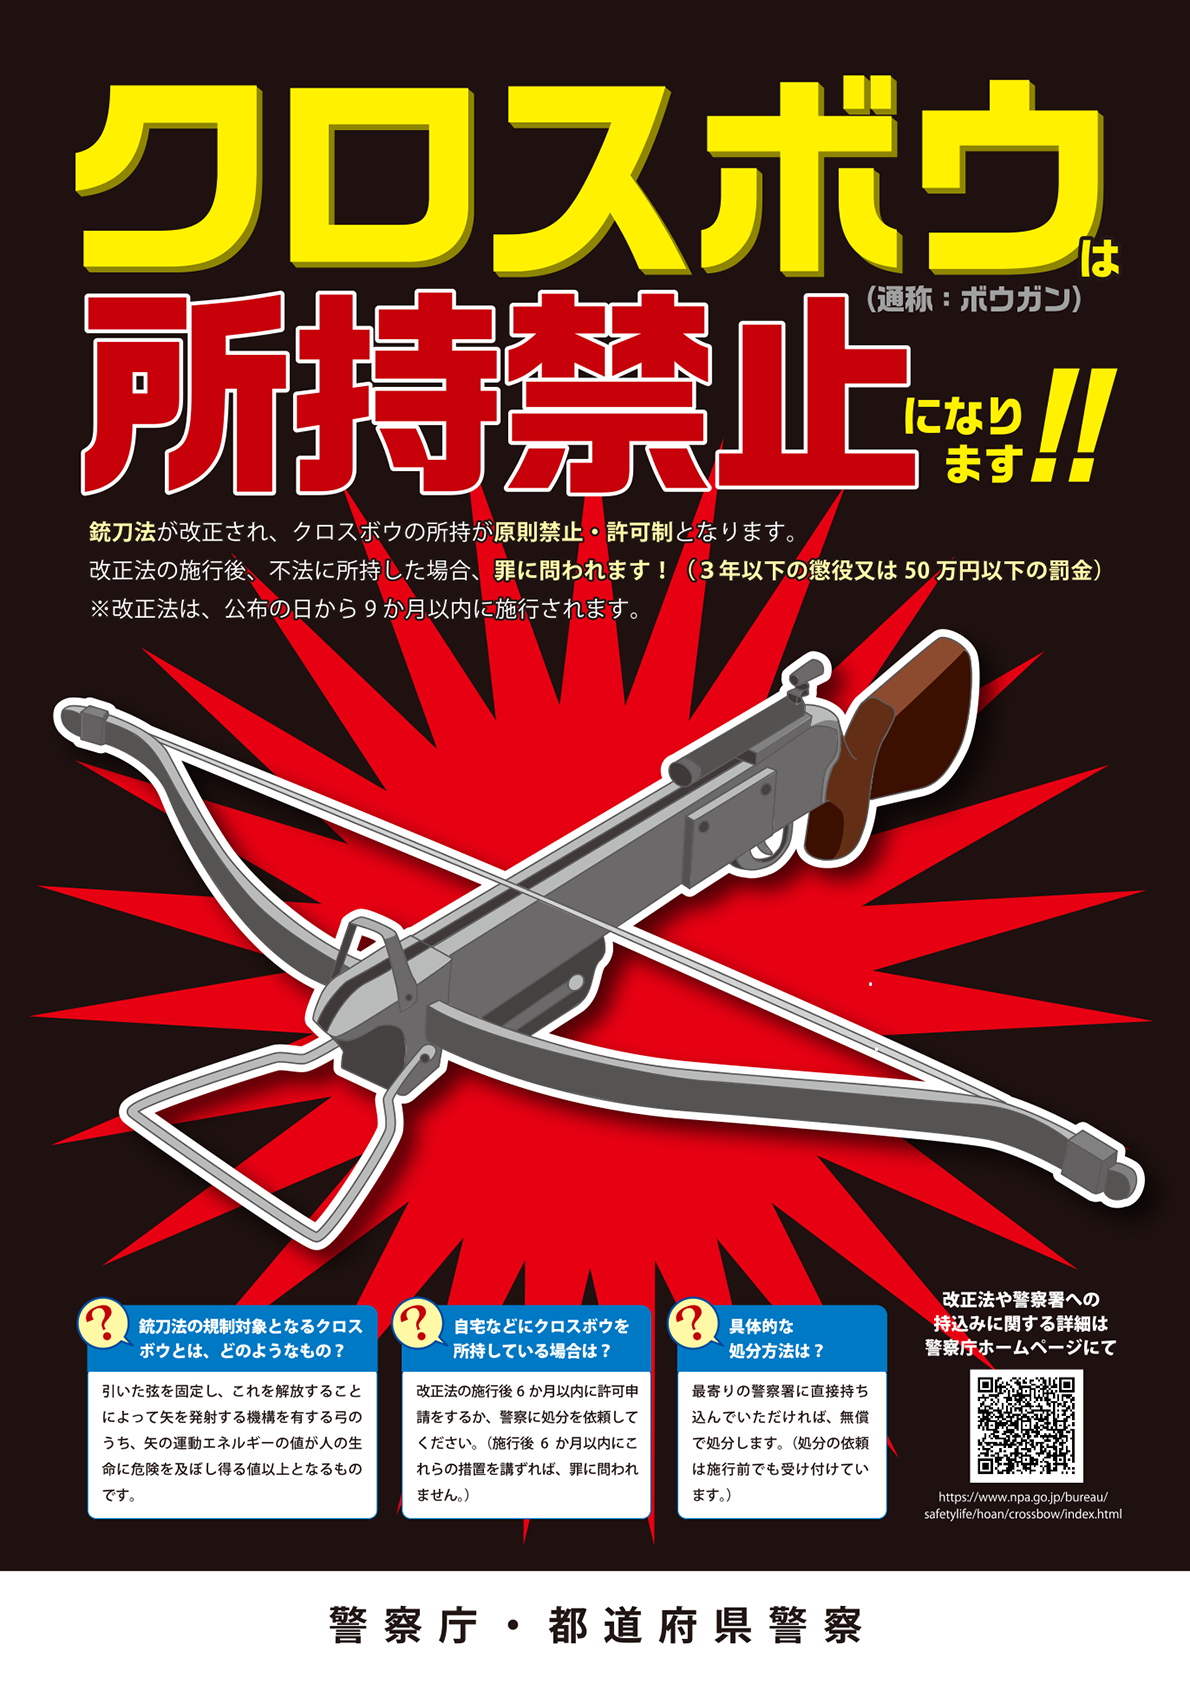 クロスボウは
（通称：ボウガン）
所持禁止になります!!
銃刀法が改正され、クロスボウの所持が原則禁止・許可制となります。
改正法の施行後、不法に所持した場合、罪に問われます！（３年以下の懲役又は 50 万円以下の罰金）
※改正法は、公布の日から 9 か月以内に施行されます。
?
銃刀法の規制対象となるクロス
ボウとは、どのようなもの？
引いた弦を固定し、これを解放すること
によって矢を発射する機構を有する弓の
うち、矢の運動エネルギーの値が人の生
命に危険を及ぼし得る値以上となるもの
です。
?
自宅などにクロスボウを
所持している場合は？
改正法の施行後 6 か月以内に許可申
請をするか、警察に処分を依頼して
ください。（施行後 6 か月以内にこ
れらの措置を講ずれば、罪に問われ
ません。）
?
具体的な
処分方法は？
最寄りの警察署に直接持ち
込んでいただければ、無償
で処分します。（処分の依頼
は施行前でも受け付けてい
ます。）
改正法や警察署への
持込みに関する詳細は
警察庁ホームページにて
https://www.npa.go.jp/bureau/
safetylife/hoan/crossbow/index.html
警察庁・都道府県警察